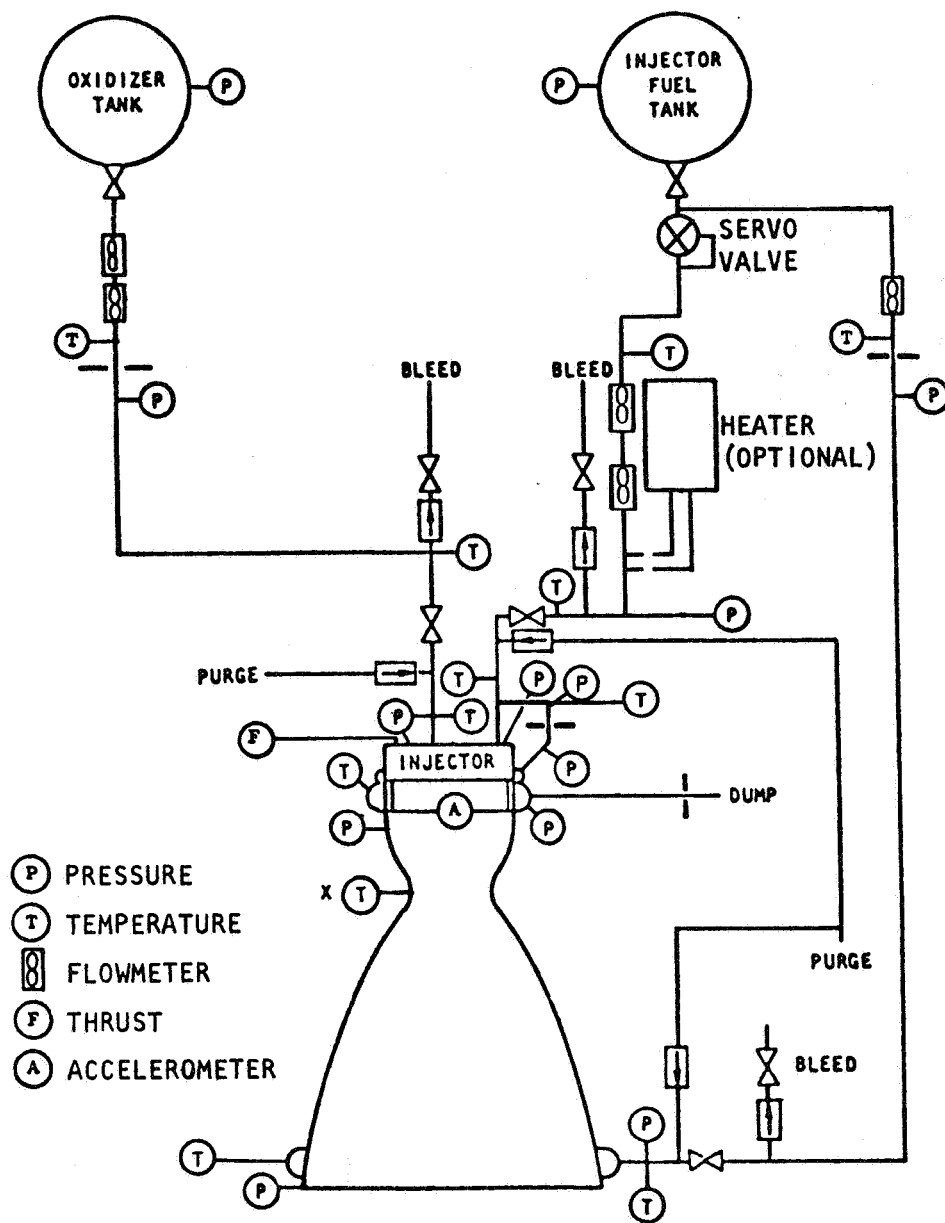 OXIDIZER
TANK
P
P
INJECTOR
FUEL
TANK
SERVO
VALVE
T
P
BLEED
BLEED
T
T
P
HEATER
(OPTIONAL)
T
T
P
PURGE
T
P
P
T
P
T
F
INJECTOR
P
T
DUMP
A
P
P
X
T
P PRESSURE
T TEMPERATURE
FLOWMETER
F THRUST
A ACCELEROMETER
PURGE
BLEED
P
T
P
T